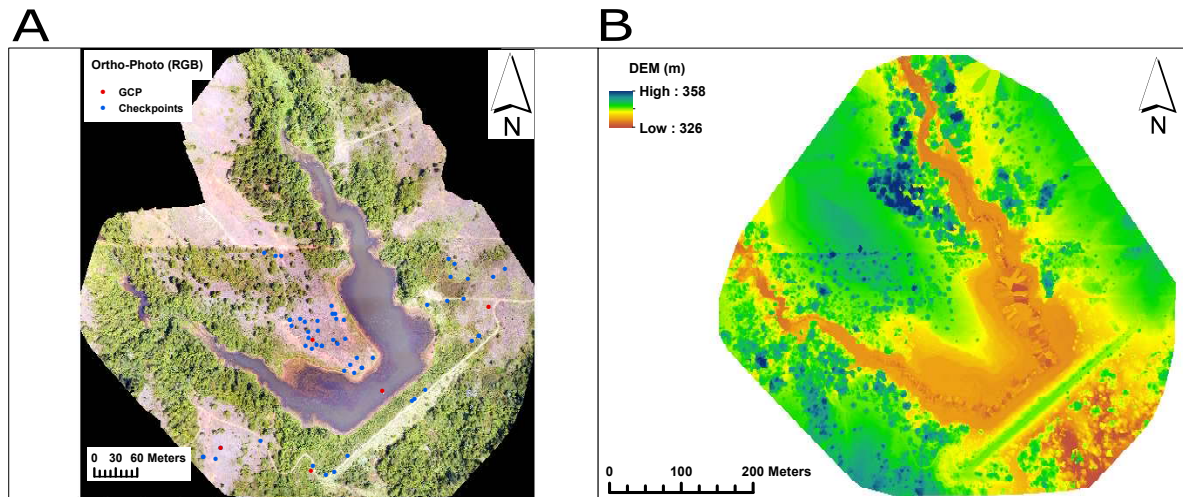 A
B
Ortho-Photo (RGB)
GCP
Checkpoints
N
0 30 60 Meters
DEM (m)
High : 358
Low : 326
N
0 100 200 Meters